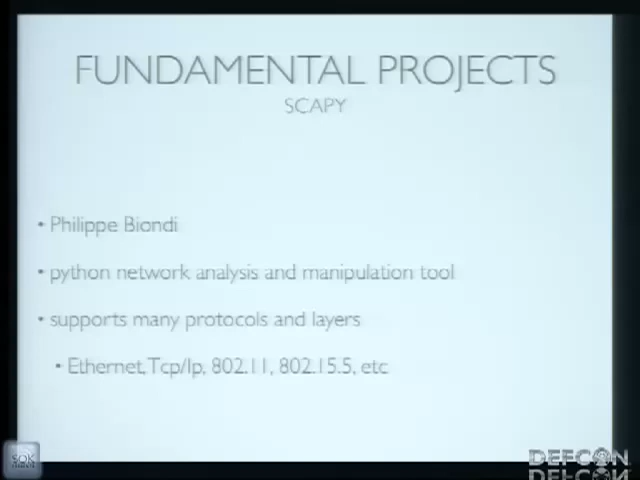 FUNDAMENTAL PROJECTS
SCAPY
• Philippe Biondi
• python network analysis and manipulation tool
• supports many protocols and layers
• Ethernet, Tcp/Ip, 802.11, 802.15.5, etc
SOK
DEFCON